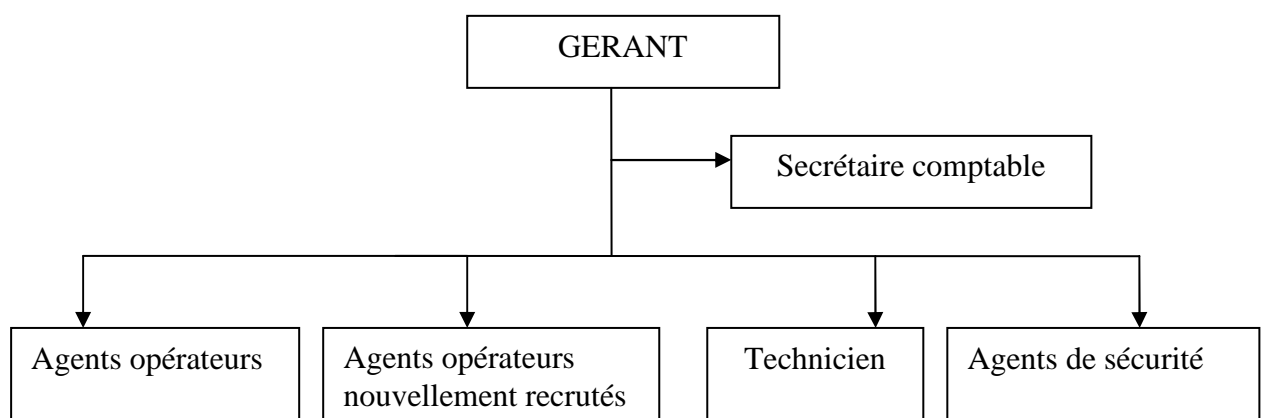 GERANT
Secrétaire comptable
Agents opérateurs
Agents opérateurs
nouvellement recrutés
Technicien
Agents de sécurité